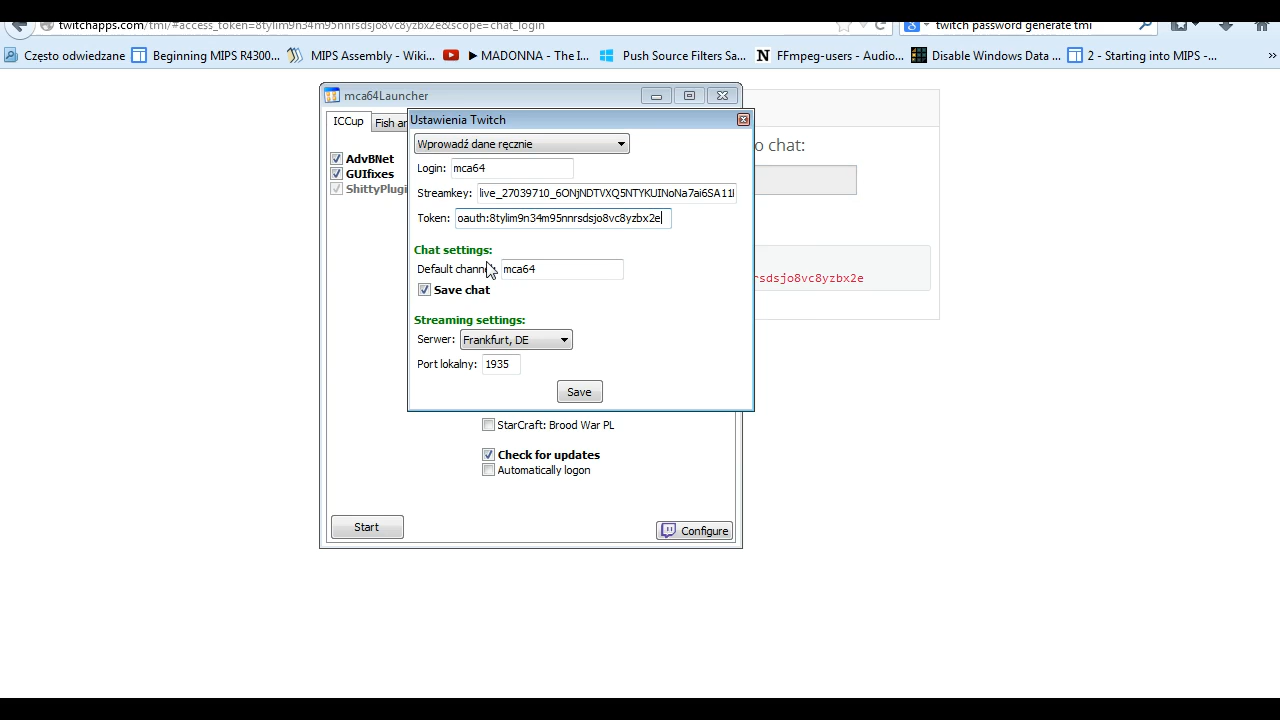 twitchapps.com/tmi/#access_token=8tylim9n34m95nnrsdsjo8vc8yzbx2e&scope=chat_login
twitch password generate tmi
Często odwiedzane
Beginning MIPS R4300...
MIPS Assembly - Wiki...
►MADONNA - The I...
Push Source Filters Sa...
FFmpeg-users - Audio...
Disable Windows Data ...
2 - Starting into MIPS -...
»
mca64Launcher
o chat:
rsdsjo8vc8yzbx2e
ICCup
Fish ar
AdvBNet
GUIfixes
ShittyPlugi
Ustawienia Twitch
Wprowadź dane ręcznie
Login: mca64
Streamkey:
Token: oauth:8tylim9n34m95nnrsdsjo8vc8yzbx2e
Chat settings:
Default channe mca64
Save chat
Streaming settings:
Serwer: Frankfurt, DE
Port lokalny: 1935
Save
StarCraft: Brood War PL
Check for updates
Automatically logon
Start
Configure